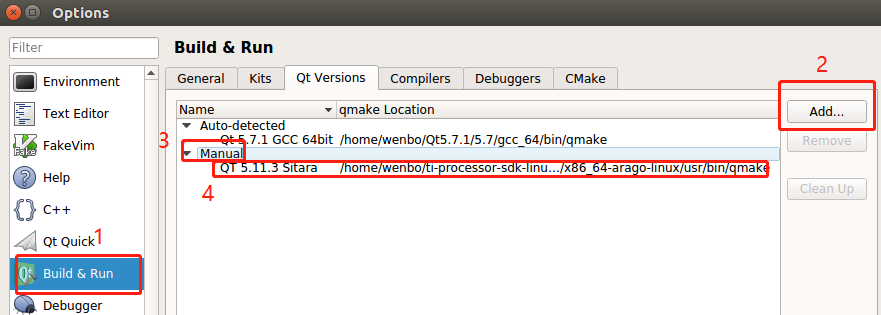 Options
Filter
Build & Run
Environment
Text Editor
FakeVim
Help
C++
Qt Quick
Build & Run
Debugger
General Kits Qt Versions Compilers Debuggers CMake
Name qmake Location
Auto-detected
Qt 5.7.1 GCC 64bit /home/wenbo/Qt5.7.1/5.7/gcc_64/bin/qmake
Manual
QT 5.11.3 Sitara /home/wenbo/ti-processor-sdk-linu.../x86_64-arago-linux/usr/bin/qmake
Add...
Remove
Clean Up
1
2
3
4